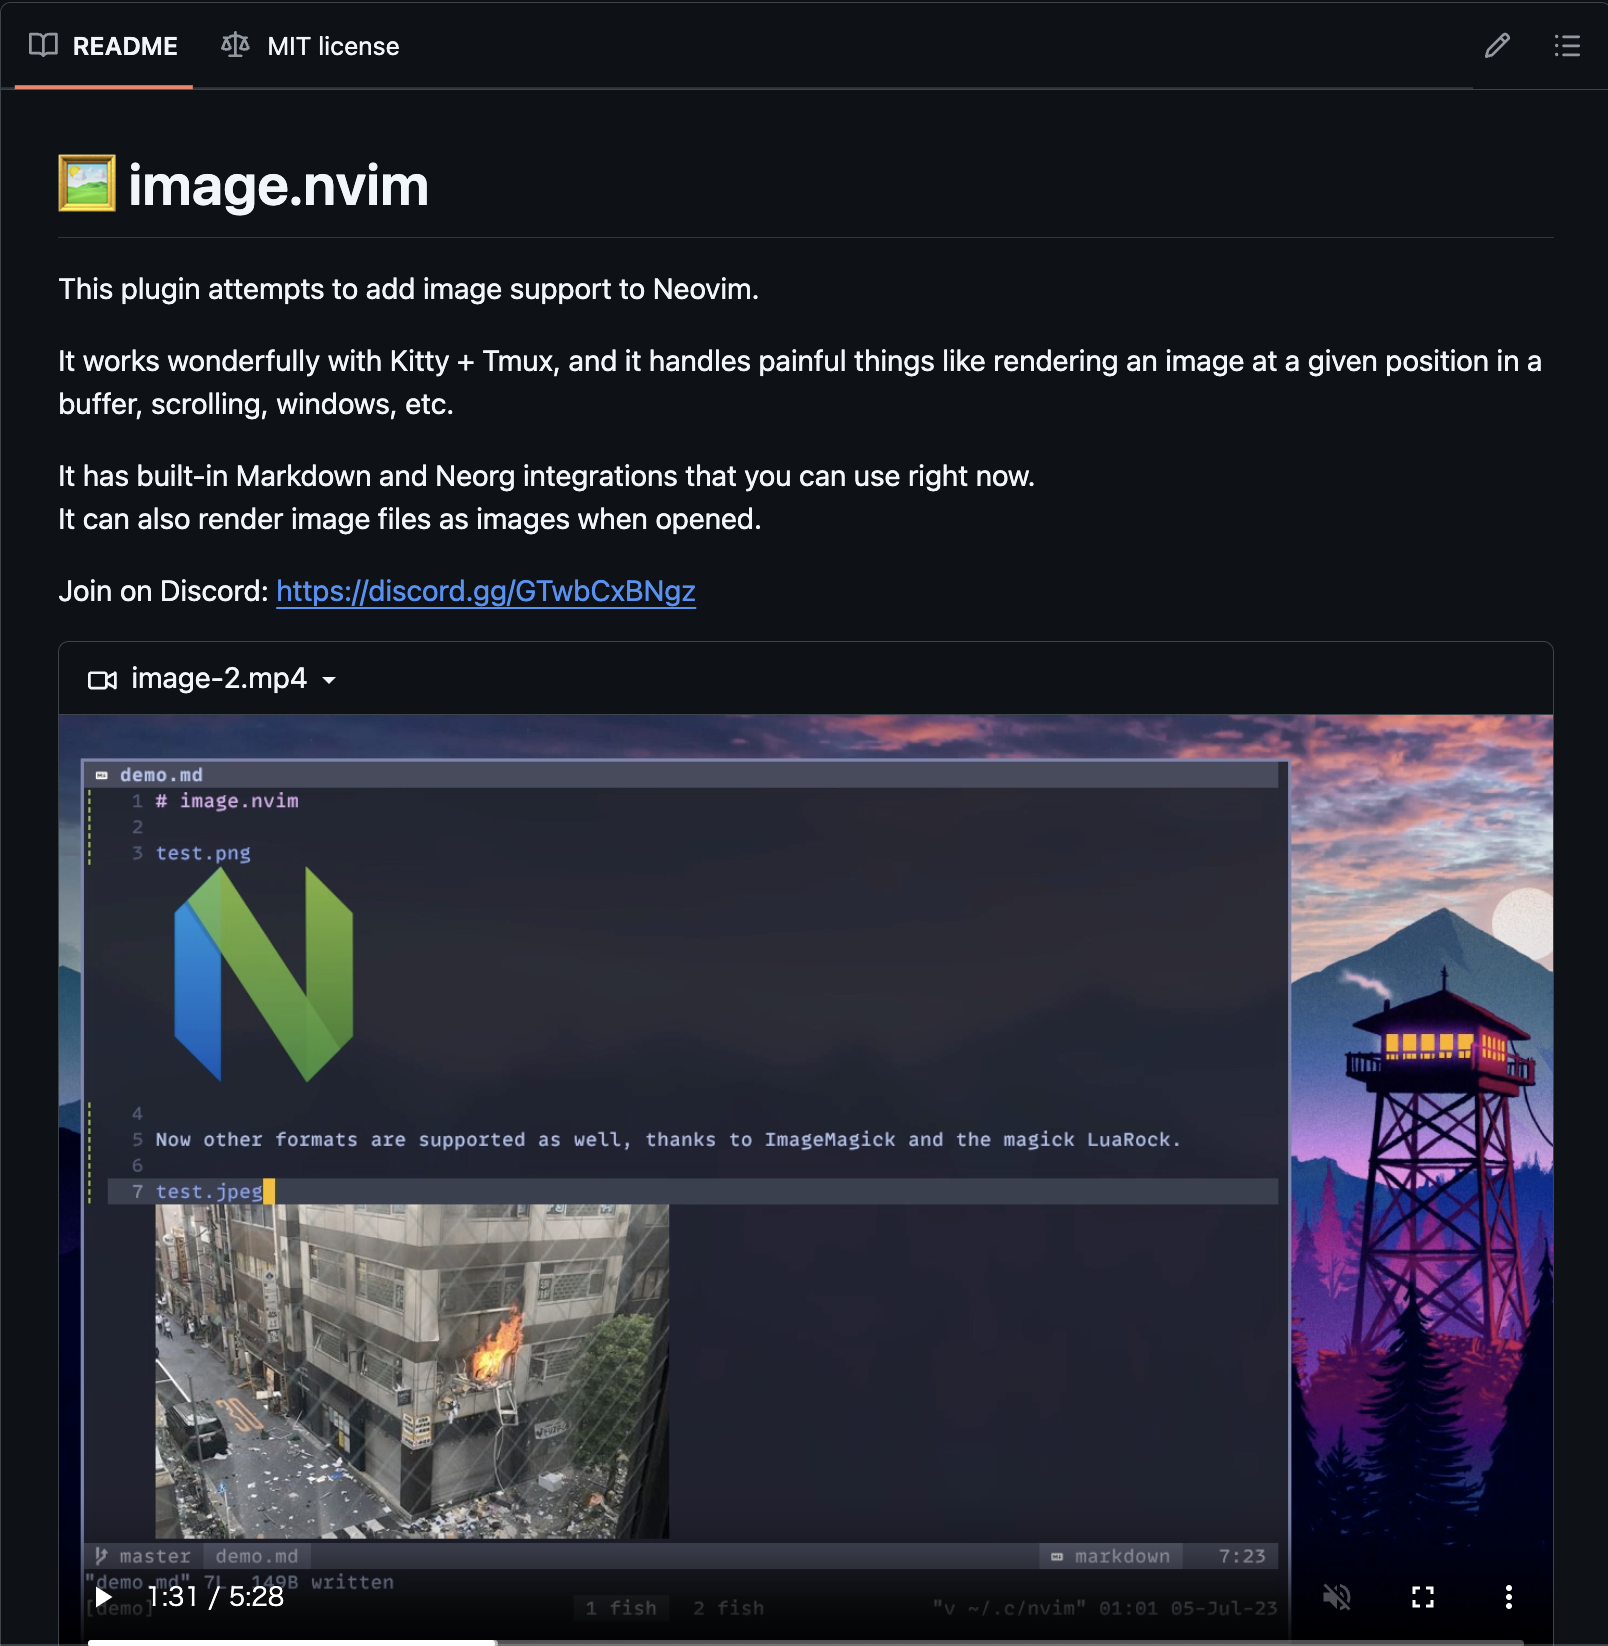 README MIT license
image.nvim
This plugin attempts to add image support to Neovim.
It works wonderfully with Kitty + Tmux, and it handles painful things like rendering an image at a given position in a
buffer, scrolling, windows, etc.
It has built-in Markdown and Neorg integrations that you can use right now.
It can also render image files as images when opened.
Join on Discord: https://discord.gg/GTwbCxBNgz
image-2.mp4
demo.md
1 # image.nvim
2
3 test.png
4
5 Now other formats are supported as well, thanks to ImageMagick and the magick LuaRock.
6
7 test.jpeg
30
master demo.md markdown 7:23
"demo.md" 7L, 149B written
1:31 / 5:28
[demo] 1 fish 2 fish "v ~/.c/nvim" 01:01 05-Jul-23